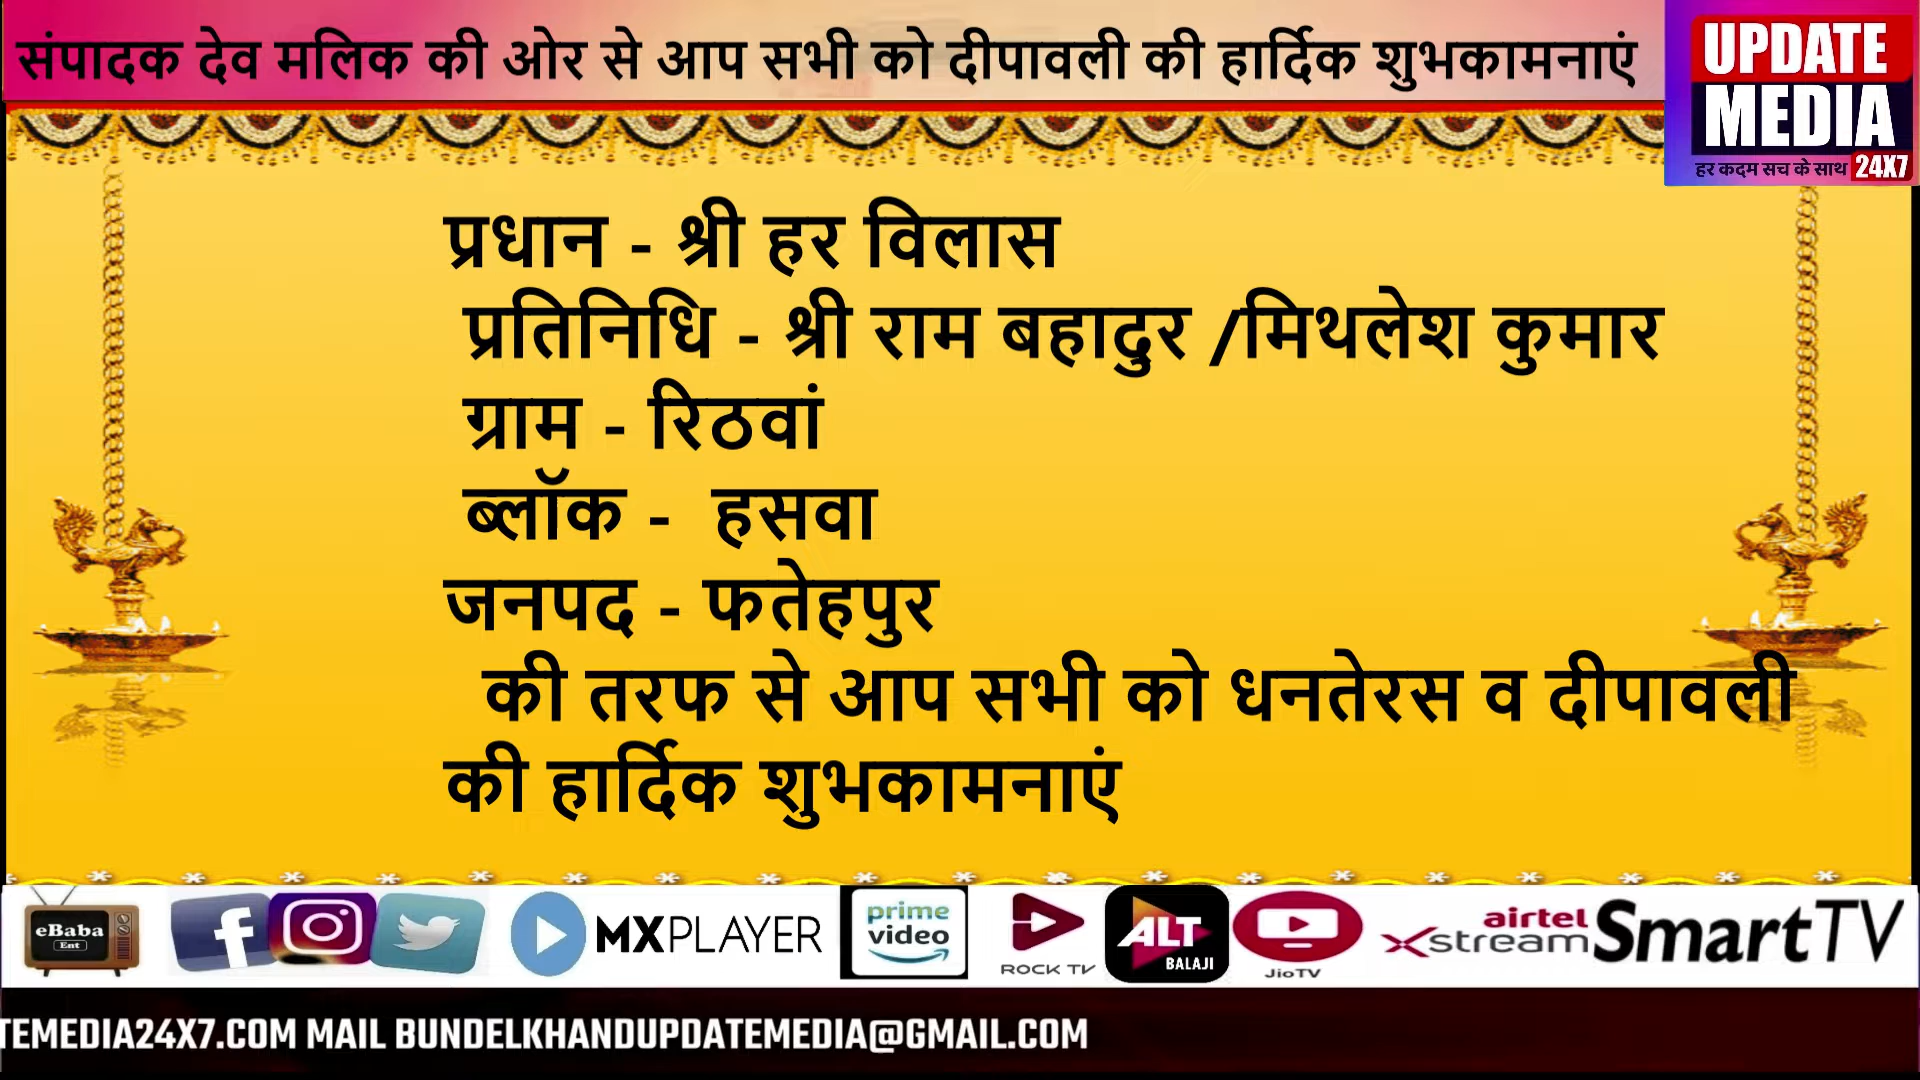 संपादक देव मलिक की ओर से आप सभी को दीपावली की हार्दिक शुभकामनाएं
UPDATE
MEDIA
हर कदम सच के साथ 24X7
प्रधान - श्री हर विलास
प्रतिनिधि - श्री राम बहादुर /मिथलेश कुमार
ग्राम - रिठवां
ब्लॉक - हसवा
जनपद - फतेहपुर
की तरफ से आप सभी को धनतेरस व दीपावली
की हार्दिक शुभकामनाएं
eBaba
Ent
MXPLAYER
prime
video
ROCK TV
ALT
BALAJI
JioTV
airtel
Xstream
SmartTV
TEMEDIA24X7.COM MAIL BUNDELKHANDUPDATEMEDIA@GMAIL.COM